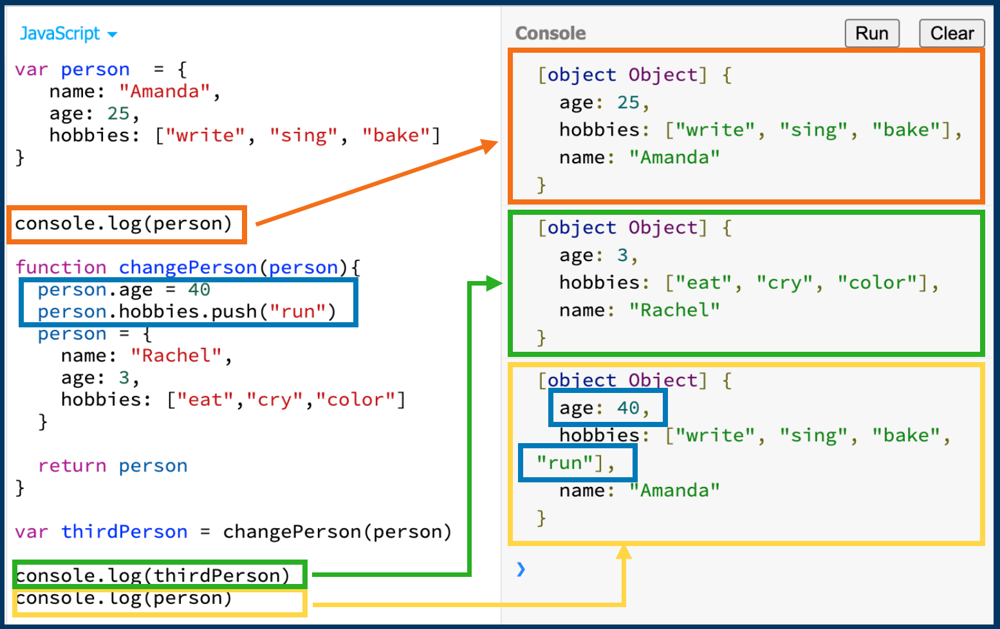 JavaScript
var person  = {
   name: "Amanda",
   age: 25,
   hobbies: ["write", "sing", "bake"]
}
console.log(person)
function changePerson(person){
  person.age = 40
  person.hobbies.push("run")
  person = {
    name: "Rachel",
    age: 3,
    hobbies: ["eat","cry","color"]
  }
  return person
}
var thirdPerson = changePerson(person)
console.log(thirdPerson)
console.log(person)
Console
Run
Clear
[object Object] {
  age: 25,
  hobbies: ["write", "sing", "bake"],
  name: "Amanda"
}
[object Object] {
  age: 3,
  hobbies: ["eat", "cry", "color"],
  name: "Rachel"
}
[object Object] {
  age: 40,
  hobbies: ["write", "sing", "bake",
"run"],
  name: "Amanda"
}